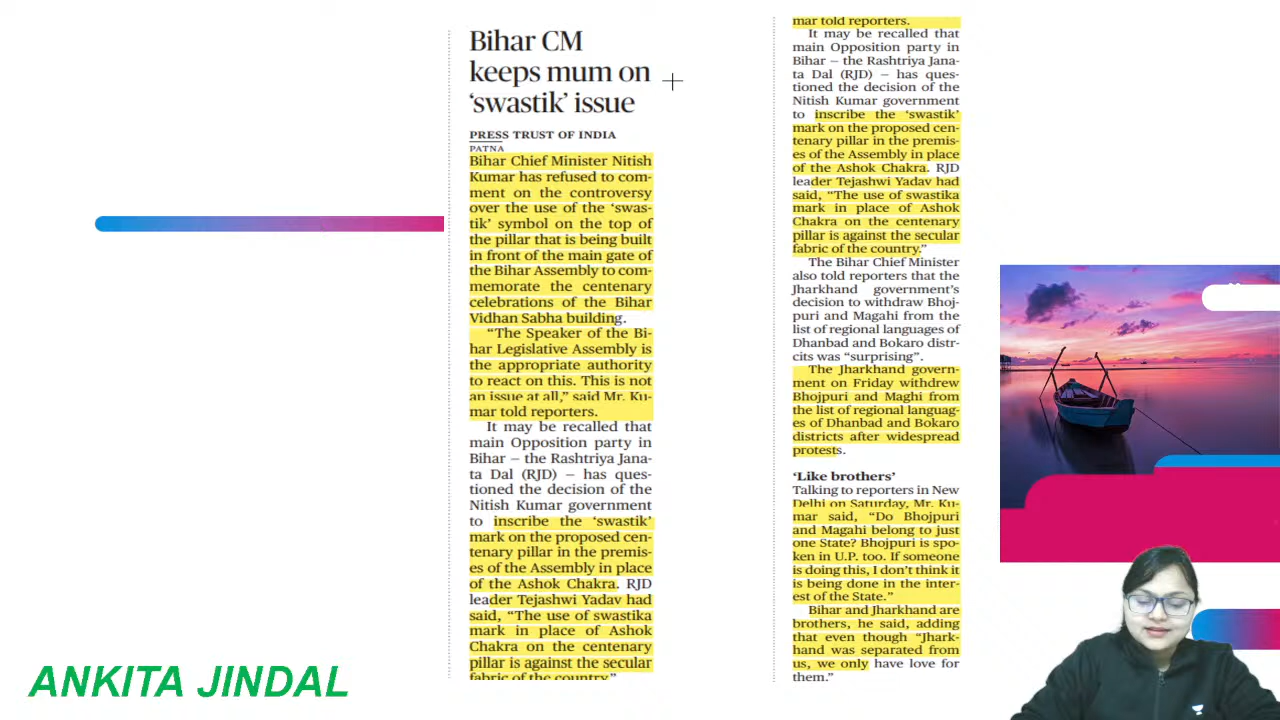 Bihar CM
keeps mum on
‘swastik’ issue
PRESS TRUST OF INDIA
PATNA
Bihar Chief Minister Nitish
Kumar has refused to com-
ment on the controversy
over the use of the ‘swas-
tik’ symbol on the top of
the pillar that is being built
in front of the main gate of
the Bihar Assembly to com-
memorate the centenary
celebrations of the Bihar
Vidhan Sabha building.
“The Speaker of the Bi-
har Legislative Assembly is
the appropriate authority
to react on this. This is not
an issue at all,” said Mr. Ku-
mar told reporters.
It may be recalled that
main Opposition party in
Bihar – the Rashtriya Jana-
ta Dal (RJD) – has ques-
tioned the decision of the
Nitish Kumar government
to inscribe the ‘swastik’
mark on the proposed cen-
tenary pillar in the premis-
es of the Assembly in place
of the Ashok Chakra. RJD
leader Tejashwi Yadav had
said, “The use of swastika
mark in place of Ashok
Chakra on the centenary
pillar is against the secular
fabric of the country.”
mar told reporters.
It may be recalled that
main Opposition party in
Bihar – the Rashtriya Jana-
ta Dal (RJD) – has ques-
tioned the decision of the
Nitish Kumar government
to inscribe the ‘swastik’
mark on the proposed cen-
tenary pillar in the premis-
es of the Assembly in place
of the Ashok Chakra. RJD
leader Tejashwi Yadav had
said, “The use of swastika
mark in place of Ashok
Chakra on the centenary
pillar is against the secular
fabric of the country.”
The Bihar Chief Minister
also told reporters that the
Jharkhand government’s
decision to withdraw Bhoj-
puri and Magahi from the
list of regional languages of
Dhanbad and Bokaro distr-
cits was “surprising”.
The Jharkhand govern-
ment on Friday withdrew
Bhojpuri and Maghi from
the list of regional languag-
es of Dhanbad and Bokaro
districts after widespread
protests.
‘Like brothers’
Talking to reporters in New
Delhi on Saturday, Mr. Ku-
mar said, “Do Bhojpuri
and Magahi belong to just
one State? Bhojpuri is spo-
ken in U.P. too. If someone
is doing this, I don’t think it
is being done in the inter-
est of the State.”
Bihar and Jharkhand are
brothers, he said, adding
that even though “Jhark-
hand was separated from
us, we only have love for
them.”
ANKITA JINDAL